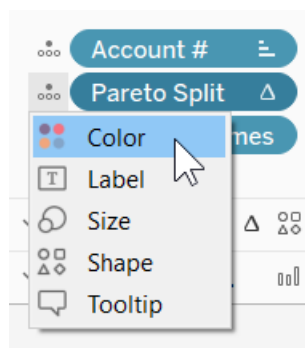 Account #
Pareto Split
Color
mes
Label
T
Size
Shape
Tooltip